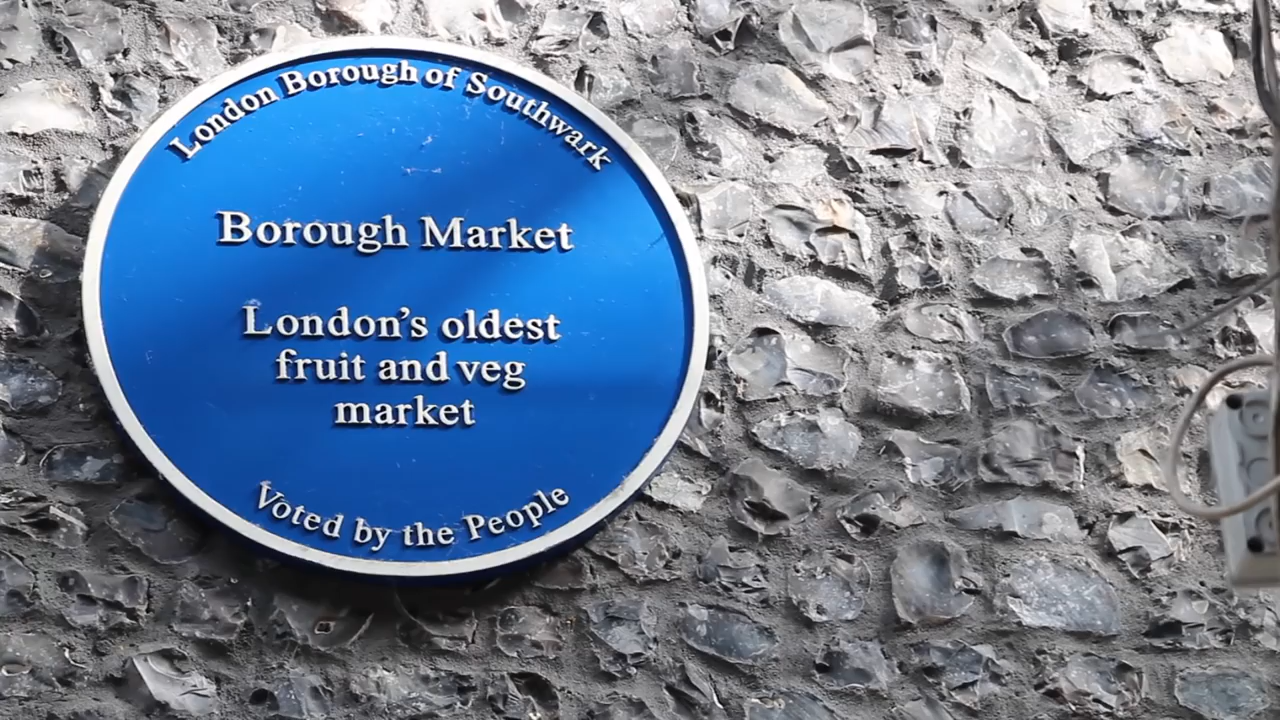 London Borough of Southwark
Borough Market
London's oldest
fruit and veg
market
Voted by the People